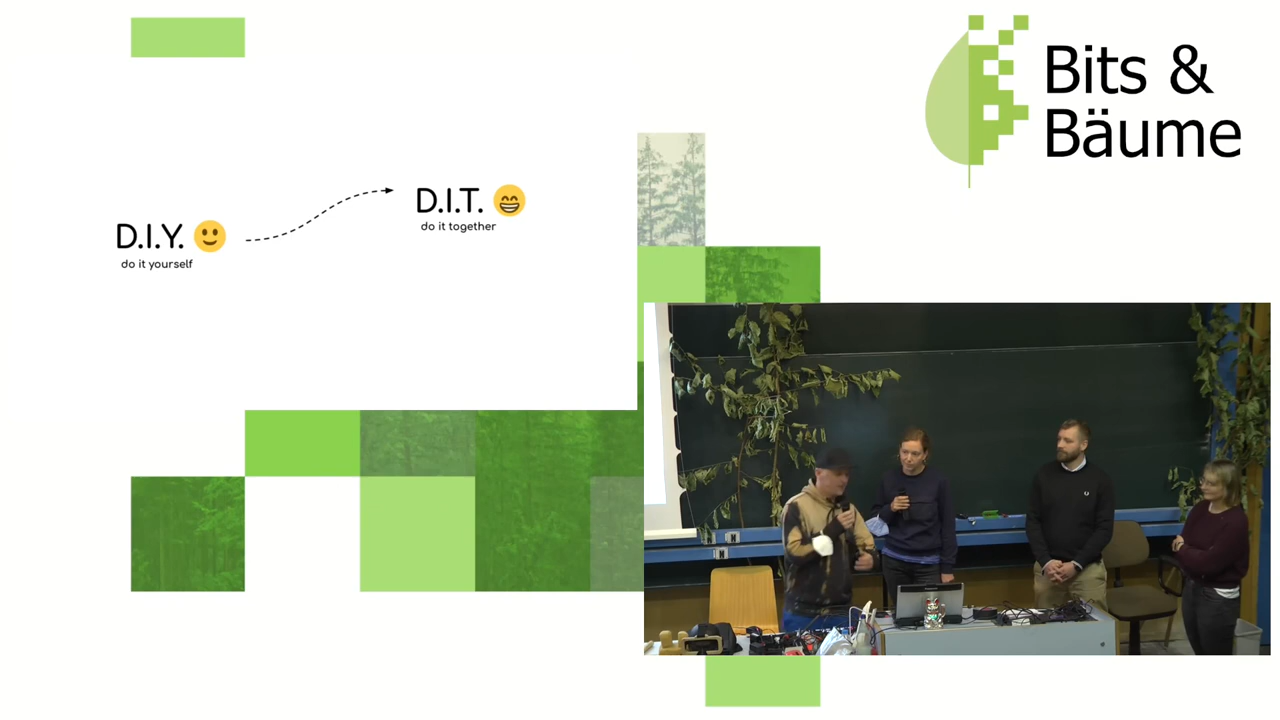 Bits &
Bäume
D.I.T.
do it together
D.I.Y.
do it yourself